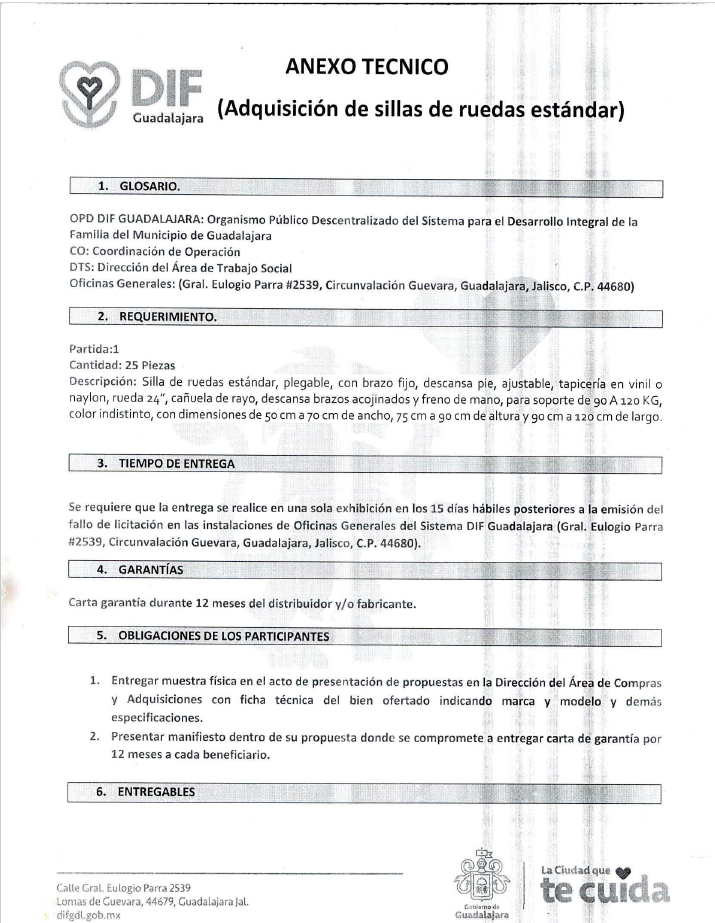 ANEXO TECNICO
DIF
Guadalajara
(Adquisición de sillas de ruedas estándar)
1. GLOSARIO.
OPD DIF GUADALAJARA: Organismo Público Descentralizado del Sistema para el Desarrollo Integral de la
Familia del Municipio de Guadalajara
CO: Coordinación de Operación
DTS: Dirección del Área de Trabajo Social
Oficinas Generales: (Gral. Eulogio Parra #2539, Circunvalación Guevara, Guadalajara, Jalisco, C.P. 44680)
2. REQUERIMIENTO.
Partida:1
Cantidad: 25 Piezas
Descripción: Silla de ruedas estándar, plegable, con brazo fijo, descansa pie, ajustable, tapicería en vinil o
naylon, rueda 24”, cañuela de rayo, descansa brazos acojinados y freno de mano, para soporte de 90 A 120 KG,
color indistinto, con dimensiones de 50 cm a 70 cm de ancho, 75 cm a 90 cm de altura y 90 cm a 120 cm de largo.
3. TIEMPO DE ENTREGA
Se requiere que la entrega se realice en una sola exhibición en los 15 días hábiles posteriores a la emisión del
fallo de licitación en las instalaciones de Oficinas Generales del Sistema DIF Guadalajara (Gral. Eulogio Parra
#2539, Circunvalación Guevara, Guadalajara, Jalisco, C.P. 44680).
4. GARANTÍAS
Carta garantía durante 12 meses del distribuidor y/o fabricante.
5. OBLIGACIONES DE LOS PARTICIPANTES
1. Entregar muestra física en el acto de presentación de propuestas en la Dirección del Área de Compras
y Adquisiciones con ficha técnica del bien ofertado indicando marca y modelo y demás
especificaciones.
2. Presentar manifiesto dentro de su propuesta donde se compromete a entregar carta de garantía por
12 meses a cada beneficiario.
6. ENTREGABLES
Calle Gral. Eulogio Parra 2539
Lomas de Guevara, 44679, Guadalajara Jal.
difgdl.gob.mx
Gobierno de
Guadalajara
La Ciudad que
te cuida